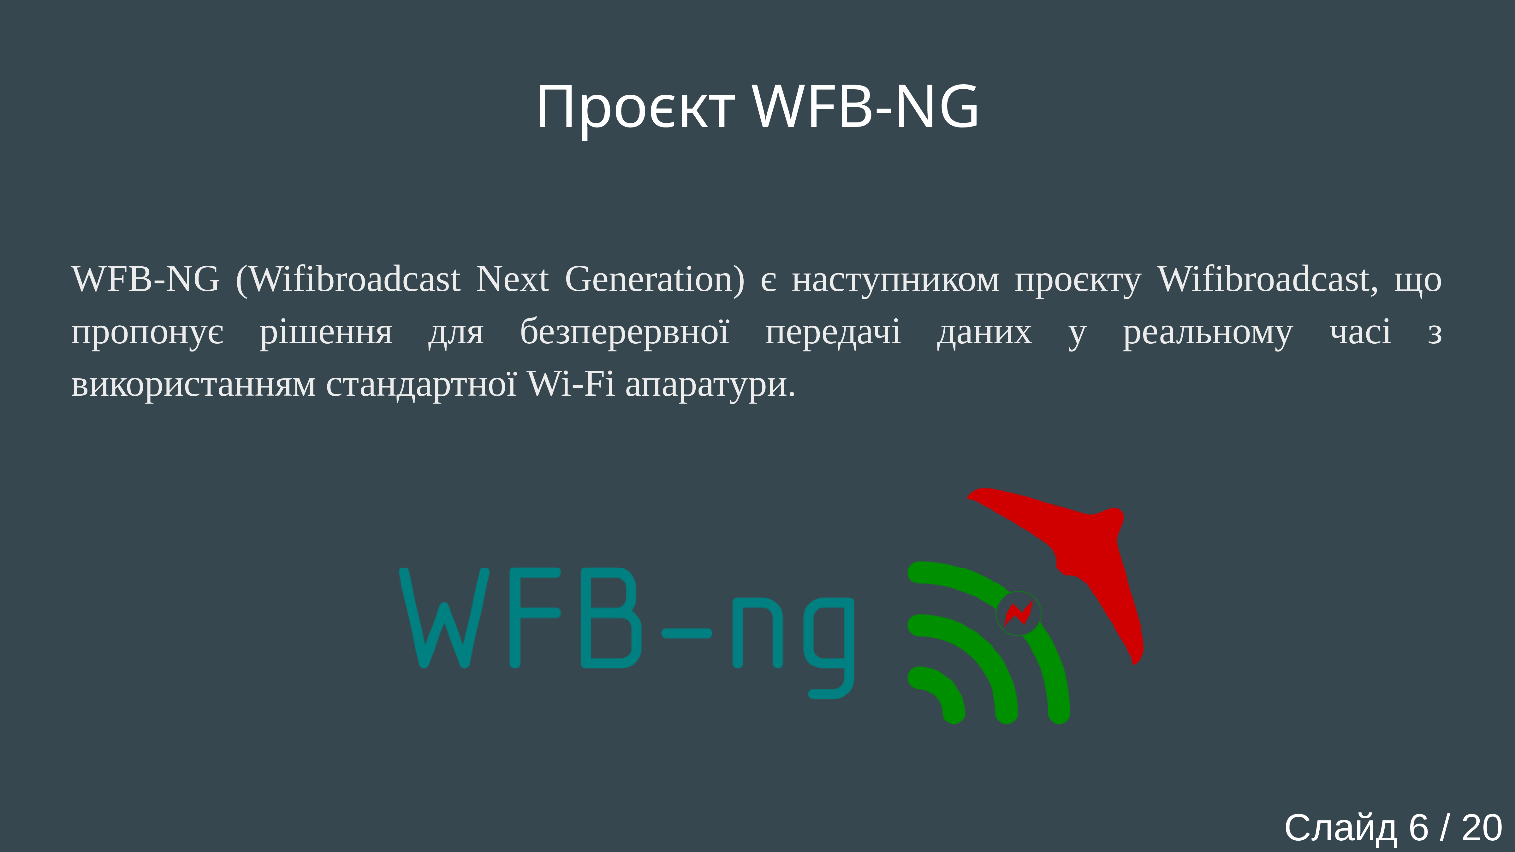 Проєкт WFB-NG
WFB-NG (Wifibroadcast Next Generation) є наступником проєкту Wifibroadcast, що
пропонує рішення для безперервної передачі даних у реальному часі з
використанням стандартної Wi-Fi апаратури.
WFB-ng
Слайд 6 / 20